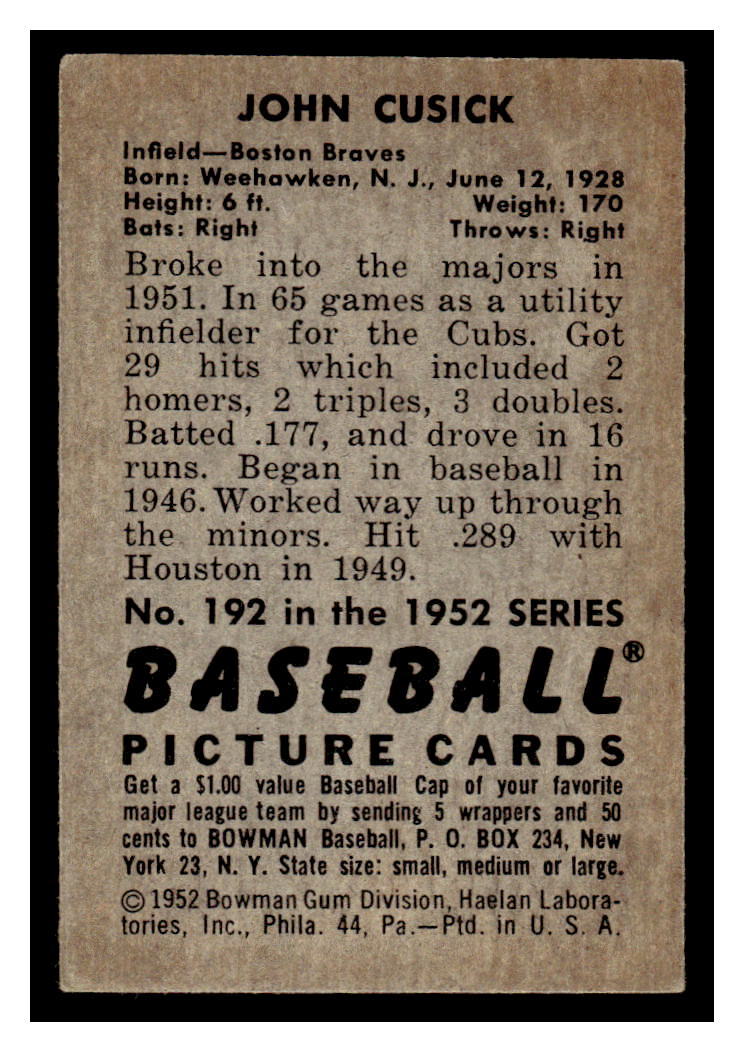 JOHN CUSICK
Infield—Boston Braves
Born: Weehawken, N. J., June 12, 1928
Height: 6 ft. Weight: 170
Bats: Right Throws: Right
Broke into the majors in
1951. In 65 games as a utility
infielder for the Cubs. Got
29 hits which included 2
homers, 2 triples, 3 doubles.
Batted .177, and drove in 16
runs. Began in baseball in
1946. Worked way up through
the minors. Hit .289 with
Houston in 1949.
No. 192 in the 1952 SERIES
BASEBALL®
PICTURE CARDS
Get a $1.00 value Baseball Cap of your favorite
major league team by sending 5 wrappers and 50
cents to BOWMAN Baseball, P. O. BOX 234, New
York 23, N. Y. State size: small, medium or large.
© 1952 Bowman Gum Division, Haelan Labora-
tories, Inc., Phila. 44, Pa.—Ptd. in U. S. A.